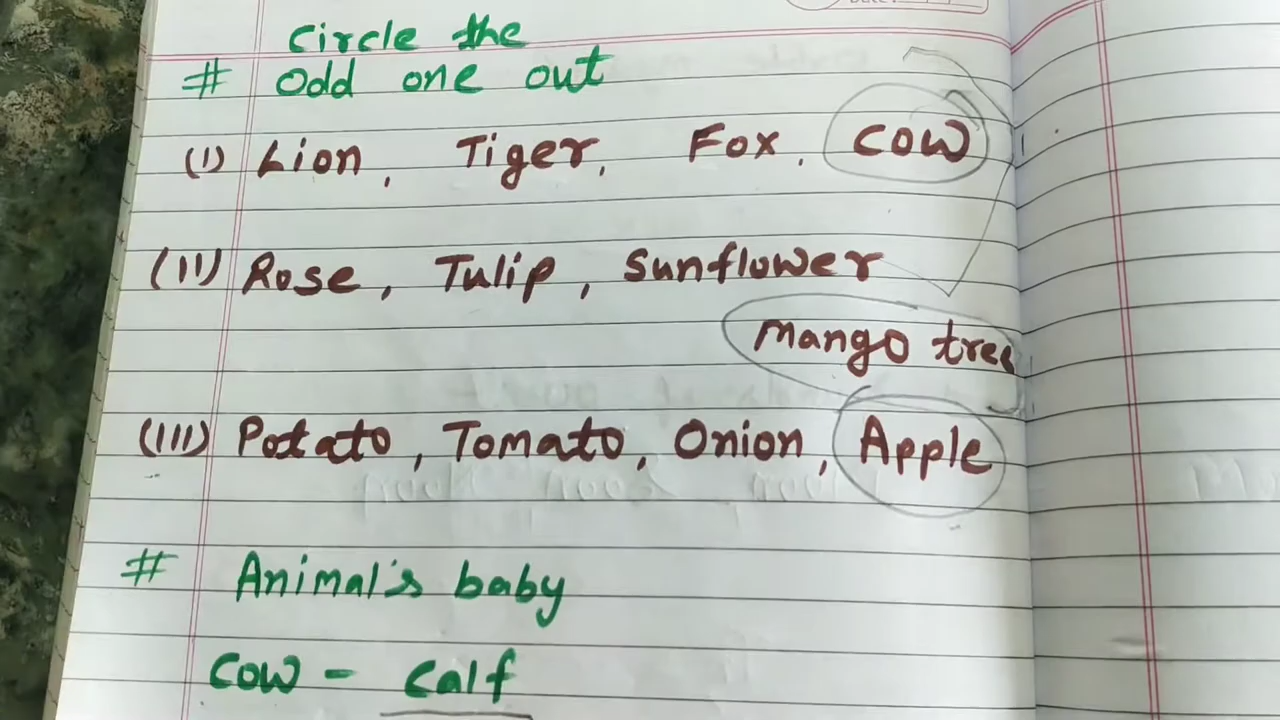 Circle the
# Odd one out
(I) Lion, Tiger, Fox, Cow
(II) Rose, Tulip, Sunflower
Mango tree
(III) Potato, Tomato, Onion, Apple
# Animal's baby
Cow - Calf